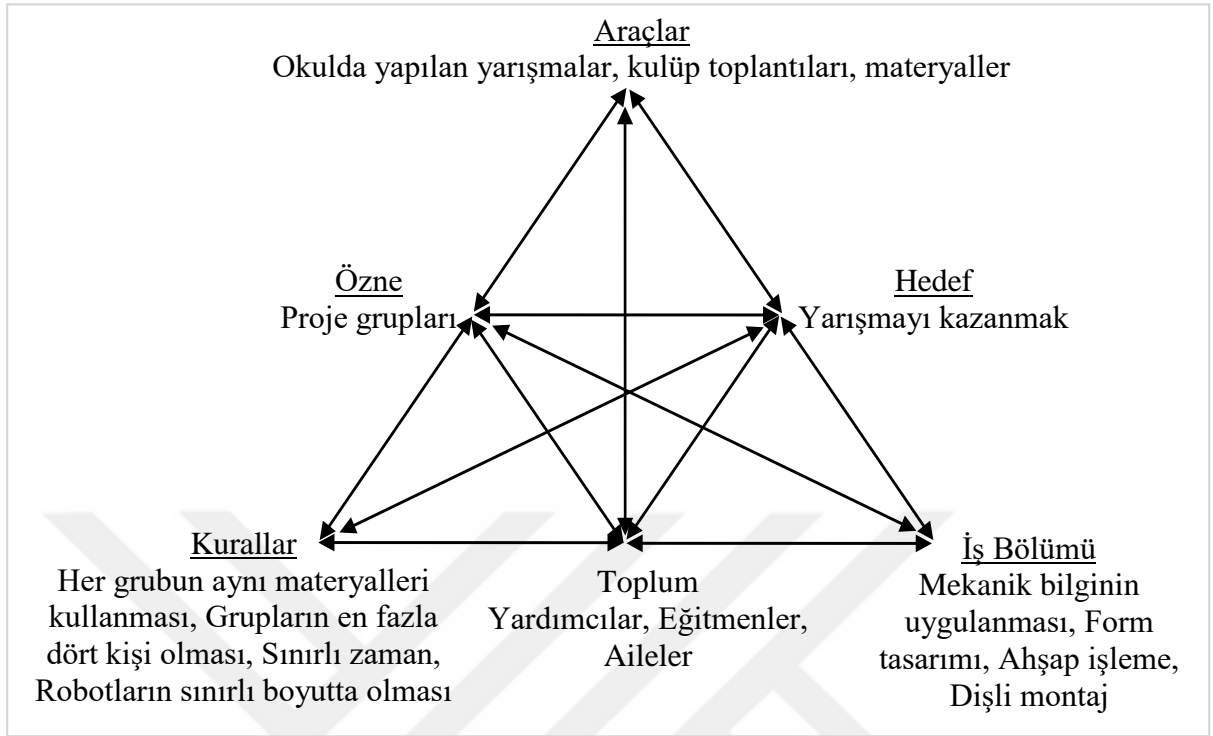 Araçlar
Okulda yapılan yarışmalar, kulüp toplantıları, materyaller
Özne
Proje grupları
Hedef
Yarışmayı kazanmak
Kurallar
Her grubun aynı materyalleri
kullanması, Grupların en fazla
dört kişi olması, Sınırlı zaman,
Robotların sınırlı boyutta olması
Toplum
Yardımcılar, Eğitmenler,
Aileler
İş Bölümü
Mekanik bilginin
uygulanması, Form
tasarımı, Ahşap işleme,
Dişli montaj